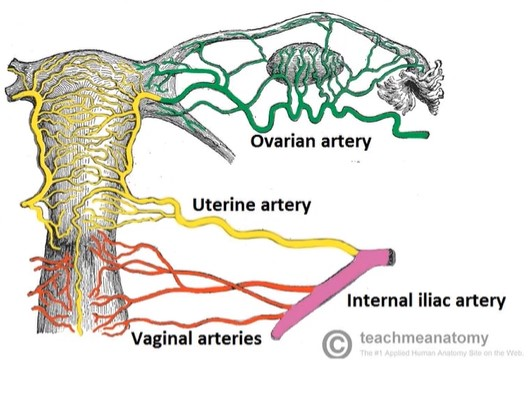 Ovarian artery
Uterine artery
Internal iliac artery
Vaginal arteries
© teachmeanatomy
The #1 Applied Human Anatomy Site on the Web.